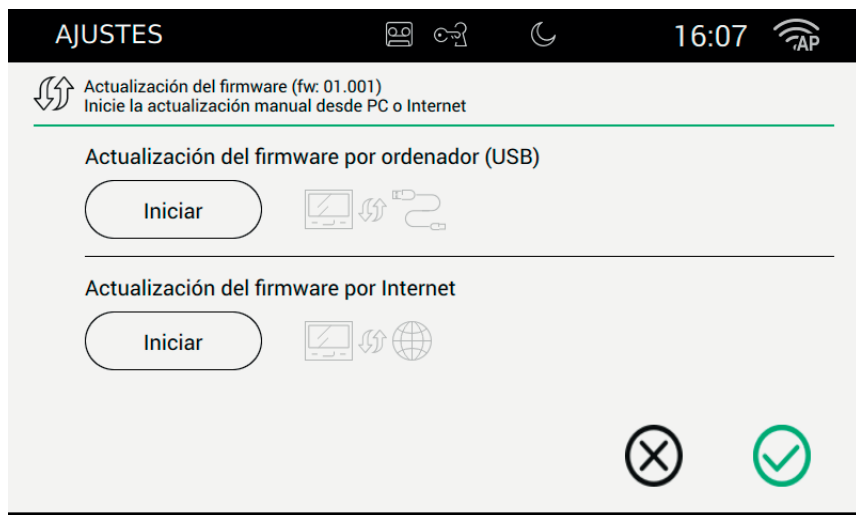 AJUSTES 16:07 AP
Actualización del firmware (fw: 01.001)
Inicie la actualización manual desde PC o Internet
Actualización del firmware por ordenador (USB)
Iniciar
Actualización del firmware por Internet
Iniciar